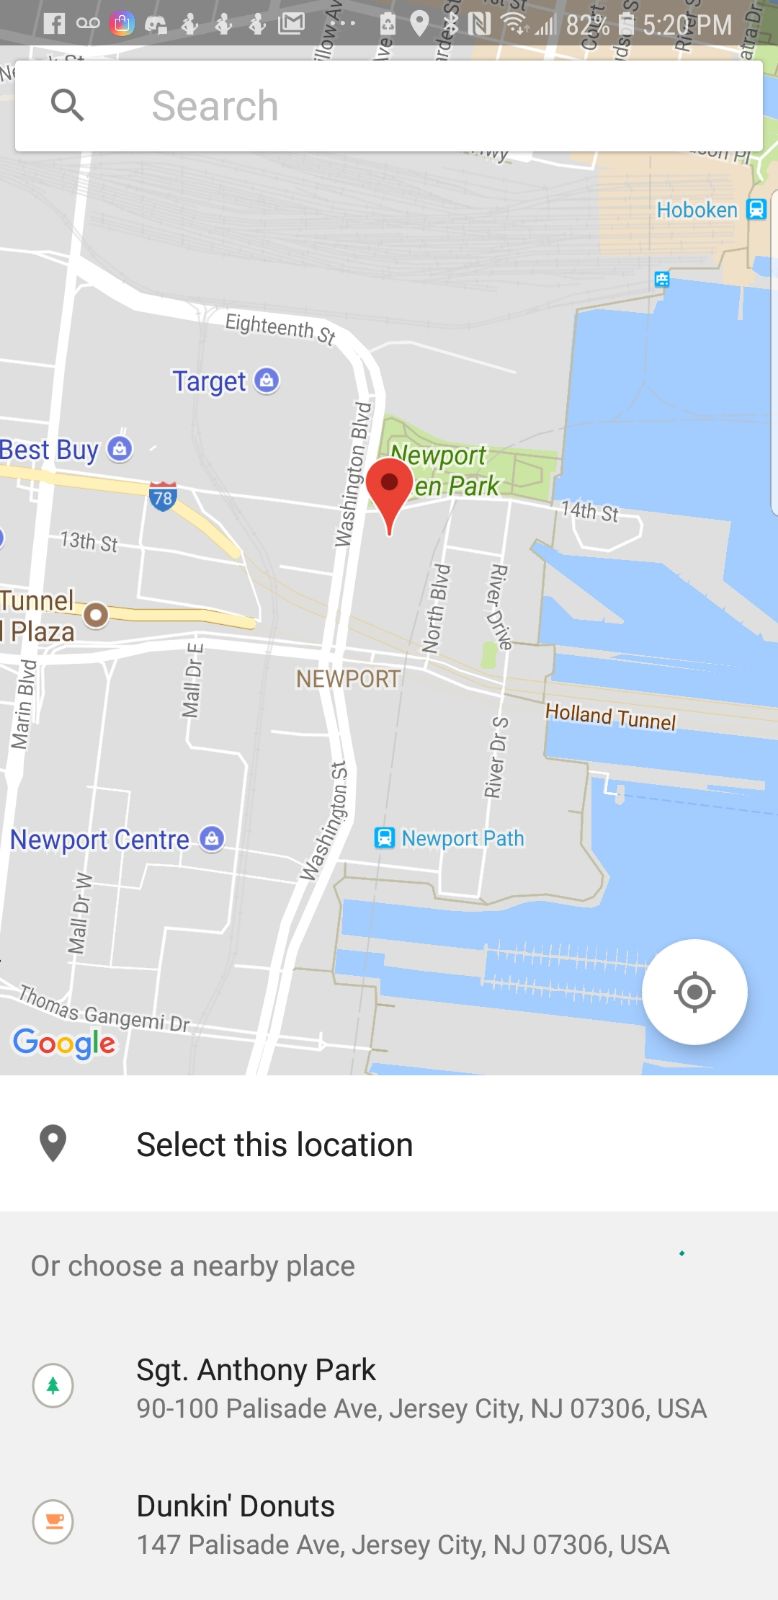 82% 5:20 PM
Search
Hoboken
Eighteenth St
Target
Washington Blvd
Best Buy
Newport
en Park
78
14th St
13th St
Tunnel
Plaza
North Blvd
River Drive
Mall Dr E
Marin Blvd
NEWPORT
Holland Tunnel
River Dr S
Washington St
Newport Centre
Newport Path
Mall Dr W
Thomas Gangemi Dr
Google
Select this location
Or choose a nearby place
Sgt. Anthony Park
90-100 Palisade Ave, Jersey City, NJ 07306, USA
Dunkin' Donuts
147 Palisade Ave, Jersey City, NJ 07306, USA